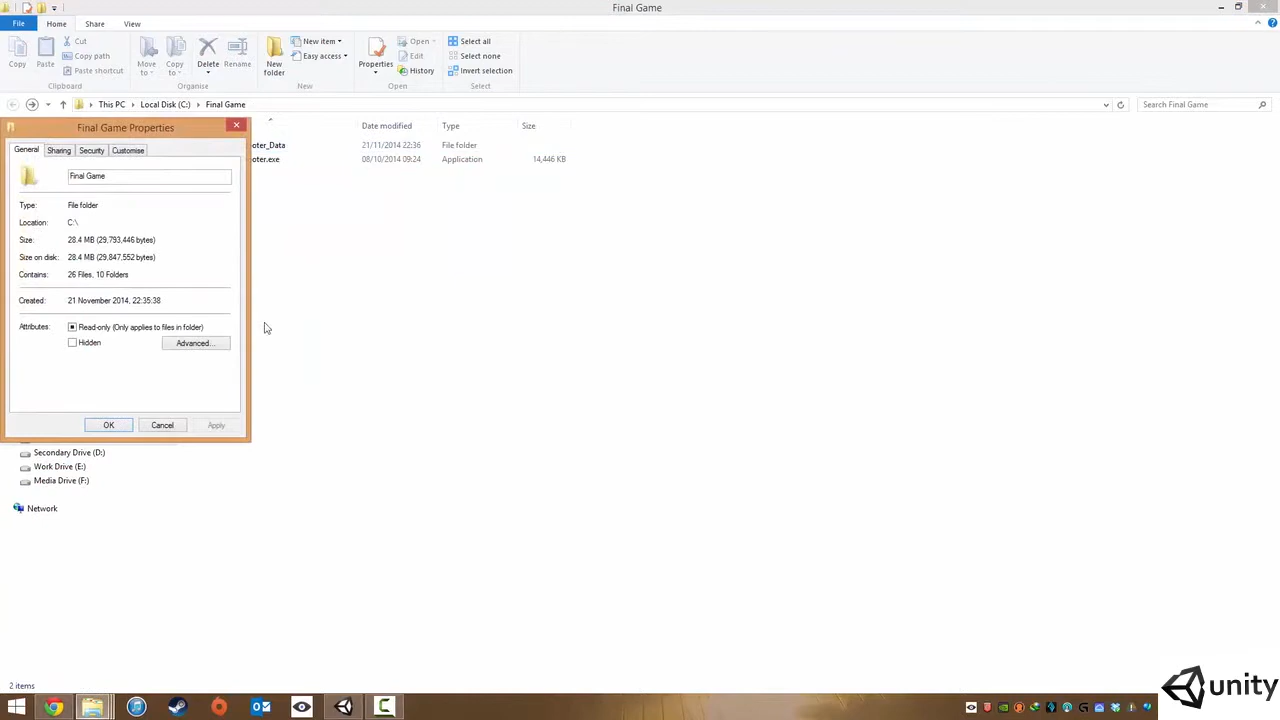 Final Game
File Home Share View
Copy Paste Cut Copy path Paste shortcut Move to Copy to Delete Rename New folder New item Easy access Properties Open Edit History Select all Select none Invert selection
Clipboard Organise New Open Select
This PC Local Disk (C:) Final Game Search Final Game
Final Game Properties
Date modified Type Size
oter_Data 21/11/2014 22:36 File folder
oter.exe 08/10/2014 09:24 Application 14,446 KB
General Sharing Security Customise
Final Game
Type: File folder
Location: C:\
Size: 28.4 MB (29,793,446 bytes)
Size on disk: 28.4 MB (29,847,552 bytes)
Contains: 26 Files, 10 Folders
Created: 21 November 2014, 22:35:38
Attributes: Read-only (Only applies to files in folder)
Hidden Advanced...
OK Cancel Apply
Secondary Drive (D:)
Work Drive (E:)
Media Drive (F:)
Network
2 items
unity